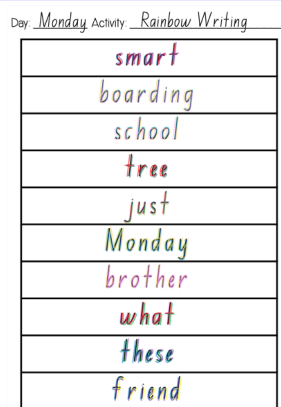 Day: Monday Activity: Rainbow Writing
smart
boarding
school
tree
just
Monday
brother
what
these
friend